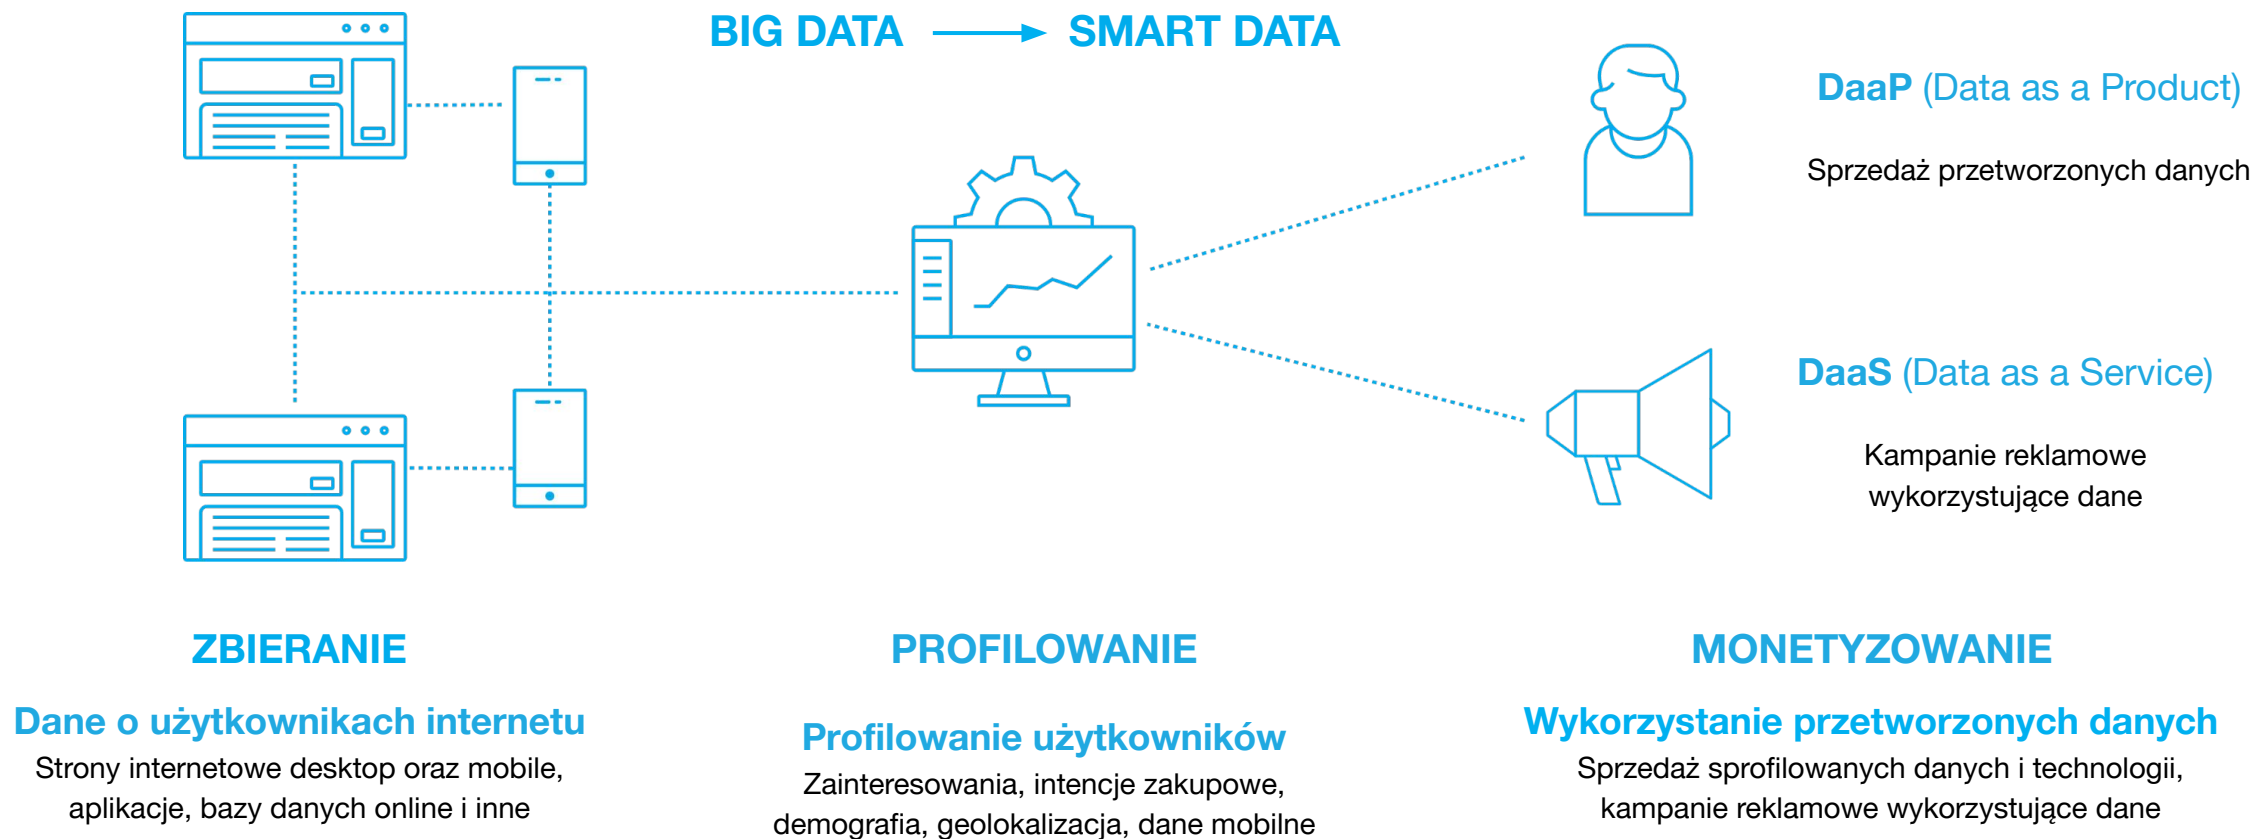 BIG DATA SMART DATA
DaaP (Data as a Product)
Sprzedaż przetworzonych danych
DaaS (Data as a Service)
Kampanie reklamowe
wykorzystujące dane
ZBIERANIE
Dane o użytkownikach internetu
Strony internetowe desktop oraz mobile,
aplikacje, bazy danych online i inne
PROFILOWANIE
Profilowanie użytkowników
Zainteresowania, intencje zakupowe,
demografia, geolokalizacja, dane mobilne
MONETYZOWANIE
Wykorzystanie przetworzonych danych
Sprzedaż sprofilowanych danych i technologii,
kampanie reklamowe wykorzystujące dane